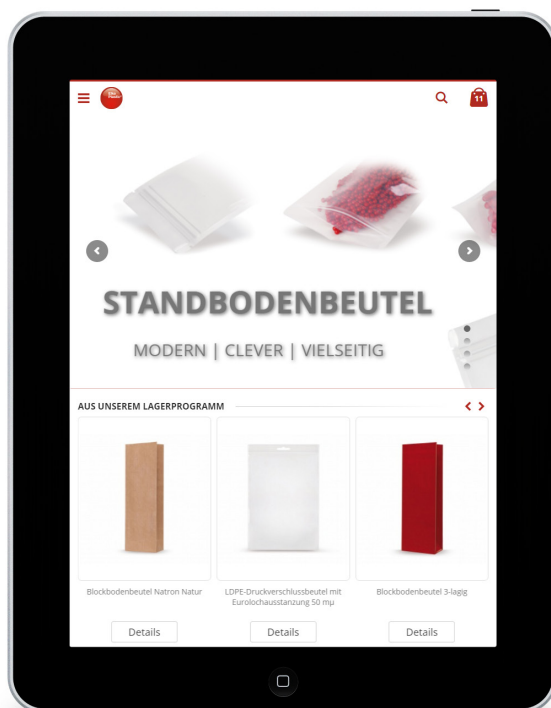 11
STANDBODENBEUTEL
MODERN | CLEVER | VIELSEITIG
AUS UNSEREM LAGERPROGRAMM
Blockbodenbeutel Natron Natur
LDPE-Druckverschlussbeutel mit
Eurolochausstanzung 50 mµ
Blockbodenbeutel 3-lagig
Details
Details
Details